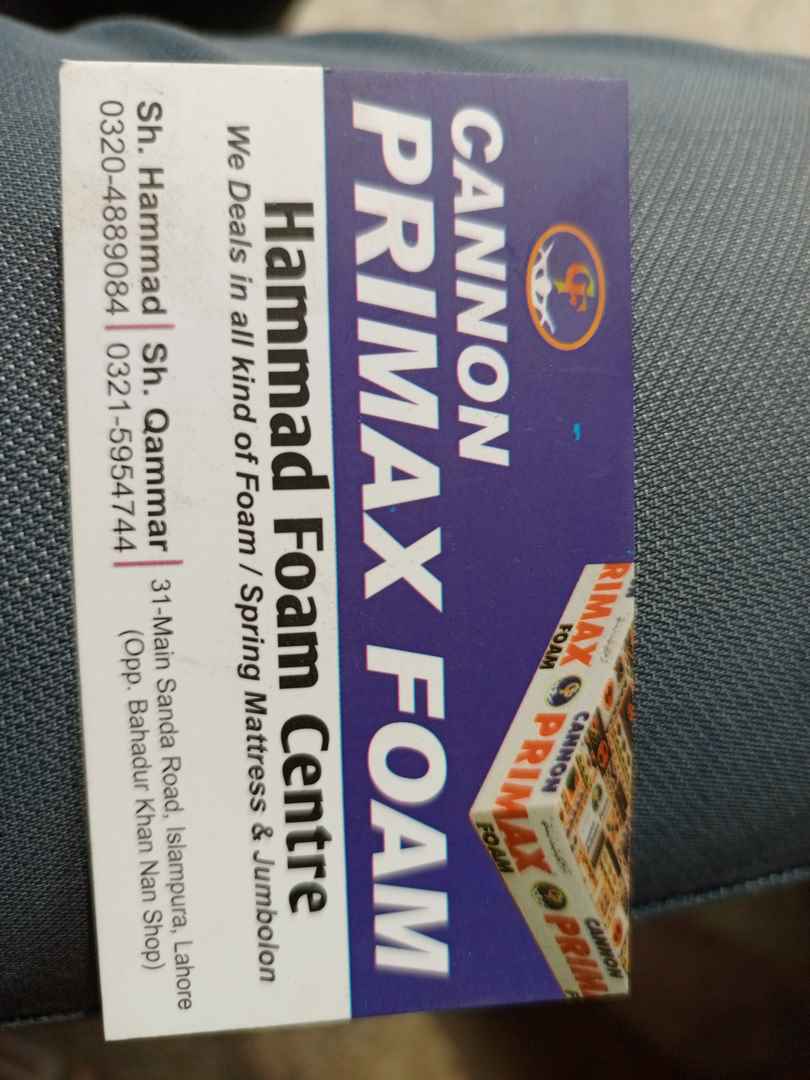 CANNON
PRIMAX FOAM
RIMAX
FOAM
CANNON
PRIMAX
FOAM
CANNON
PRIM
Hammad Foam Centre
We Deals in all kind of Foam / Spring Mattress & Jumbolon
Sh. Hammad
0320-4889084
Sh. Qammar
0321-5954744
31-Main Sanda Road, Islampura, Lahore
(Opp. Bahadur Khan Nan Shop)